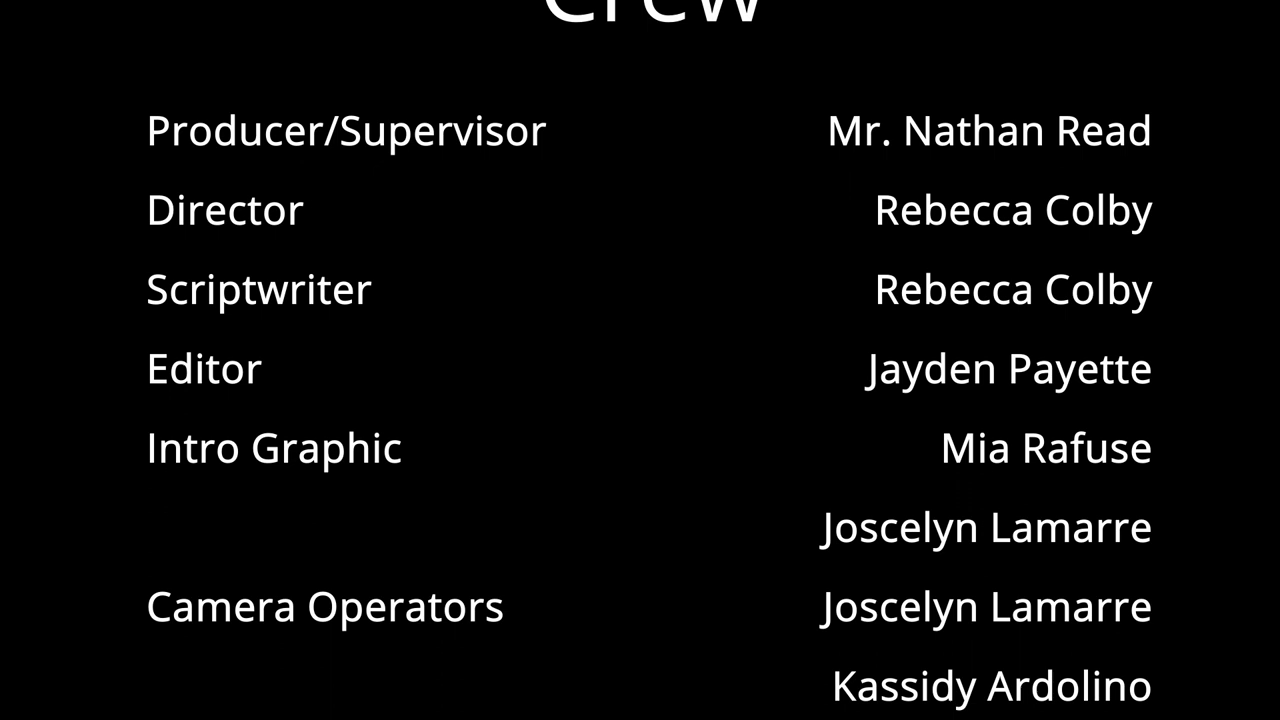 Crew
Producer/Supervisor Mr. Nathan Read
Director Rebecca Colby
Scriptwriter Rebecca Colby
Editor Jayden Payette
Intro Graphic Mia Rafuse
Joscelyn Lamarre
Camera Operators Joscelyn Lamarre
Kassidy Ardolino